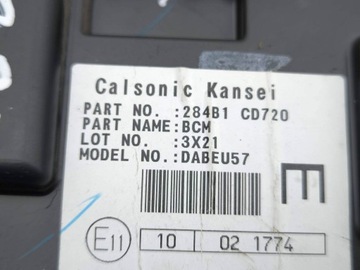 Calsonic Kansei
PART NO. :284B1 CD720
PART NAME:BCM
LOT NO. :3X21
MODEL NO.:DABEU57
E
E11
10 02 1774